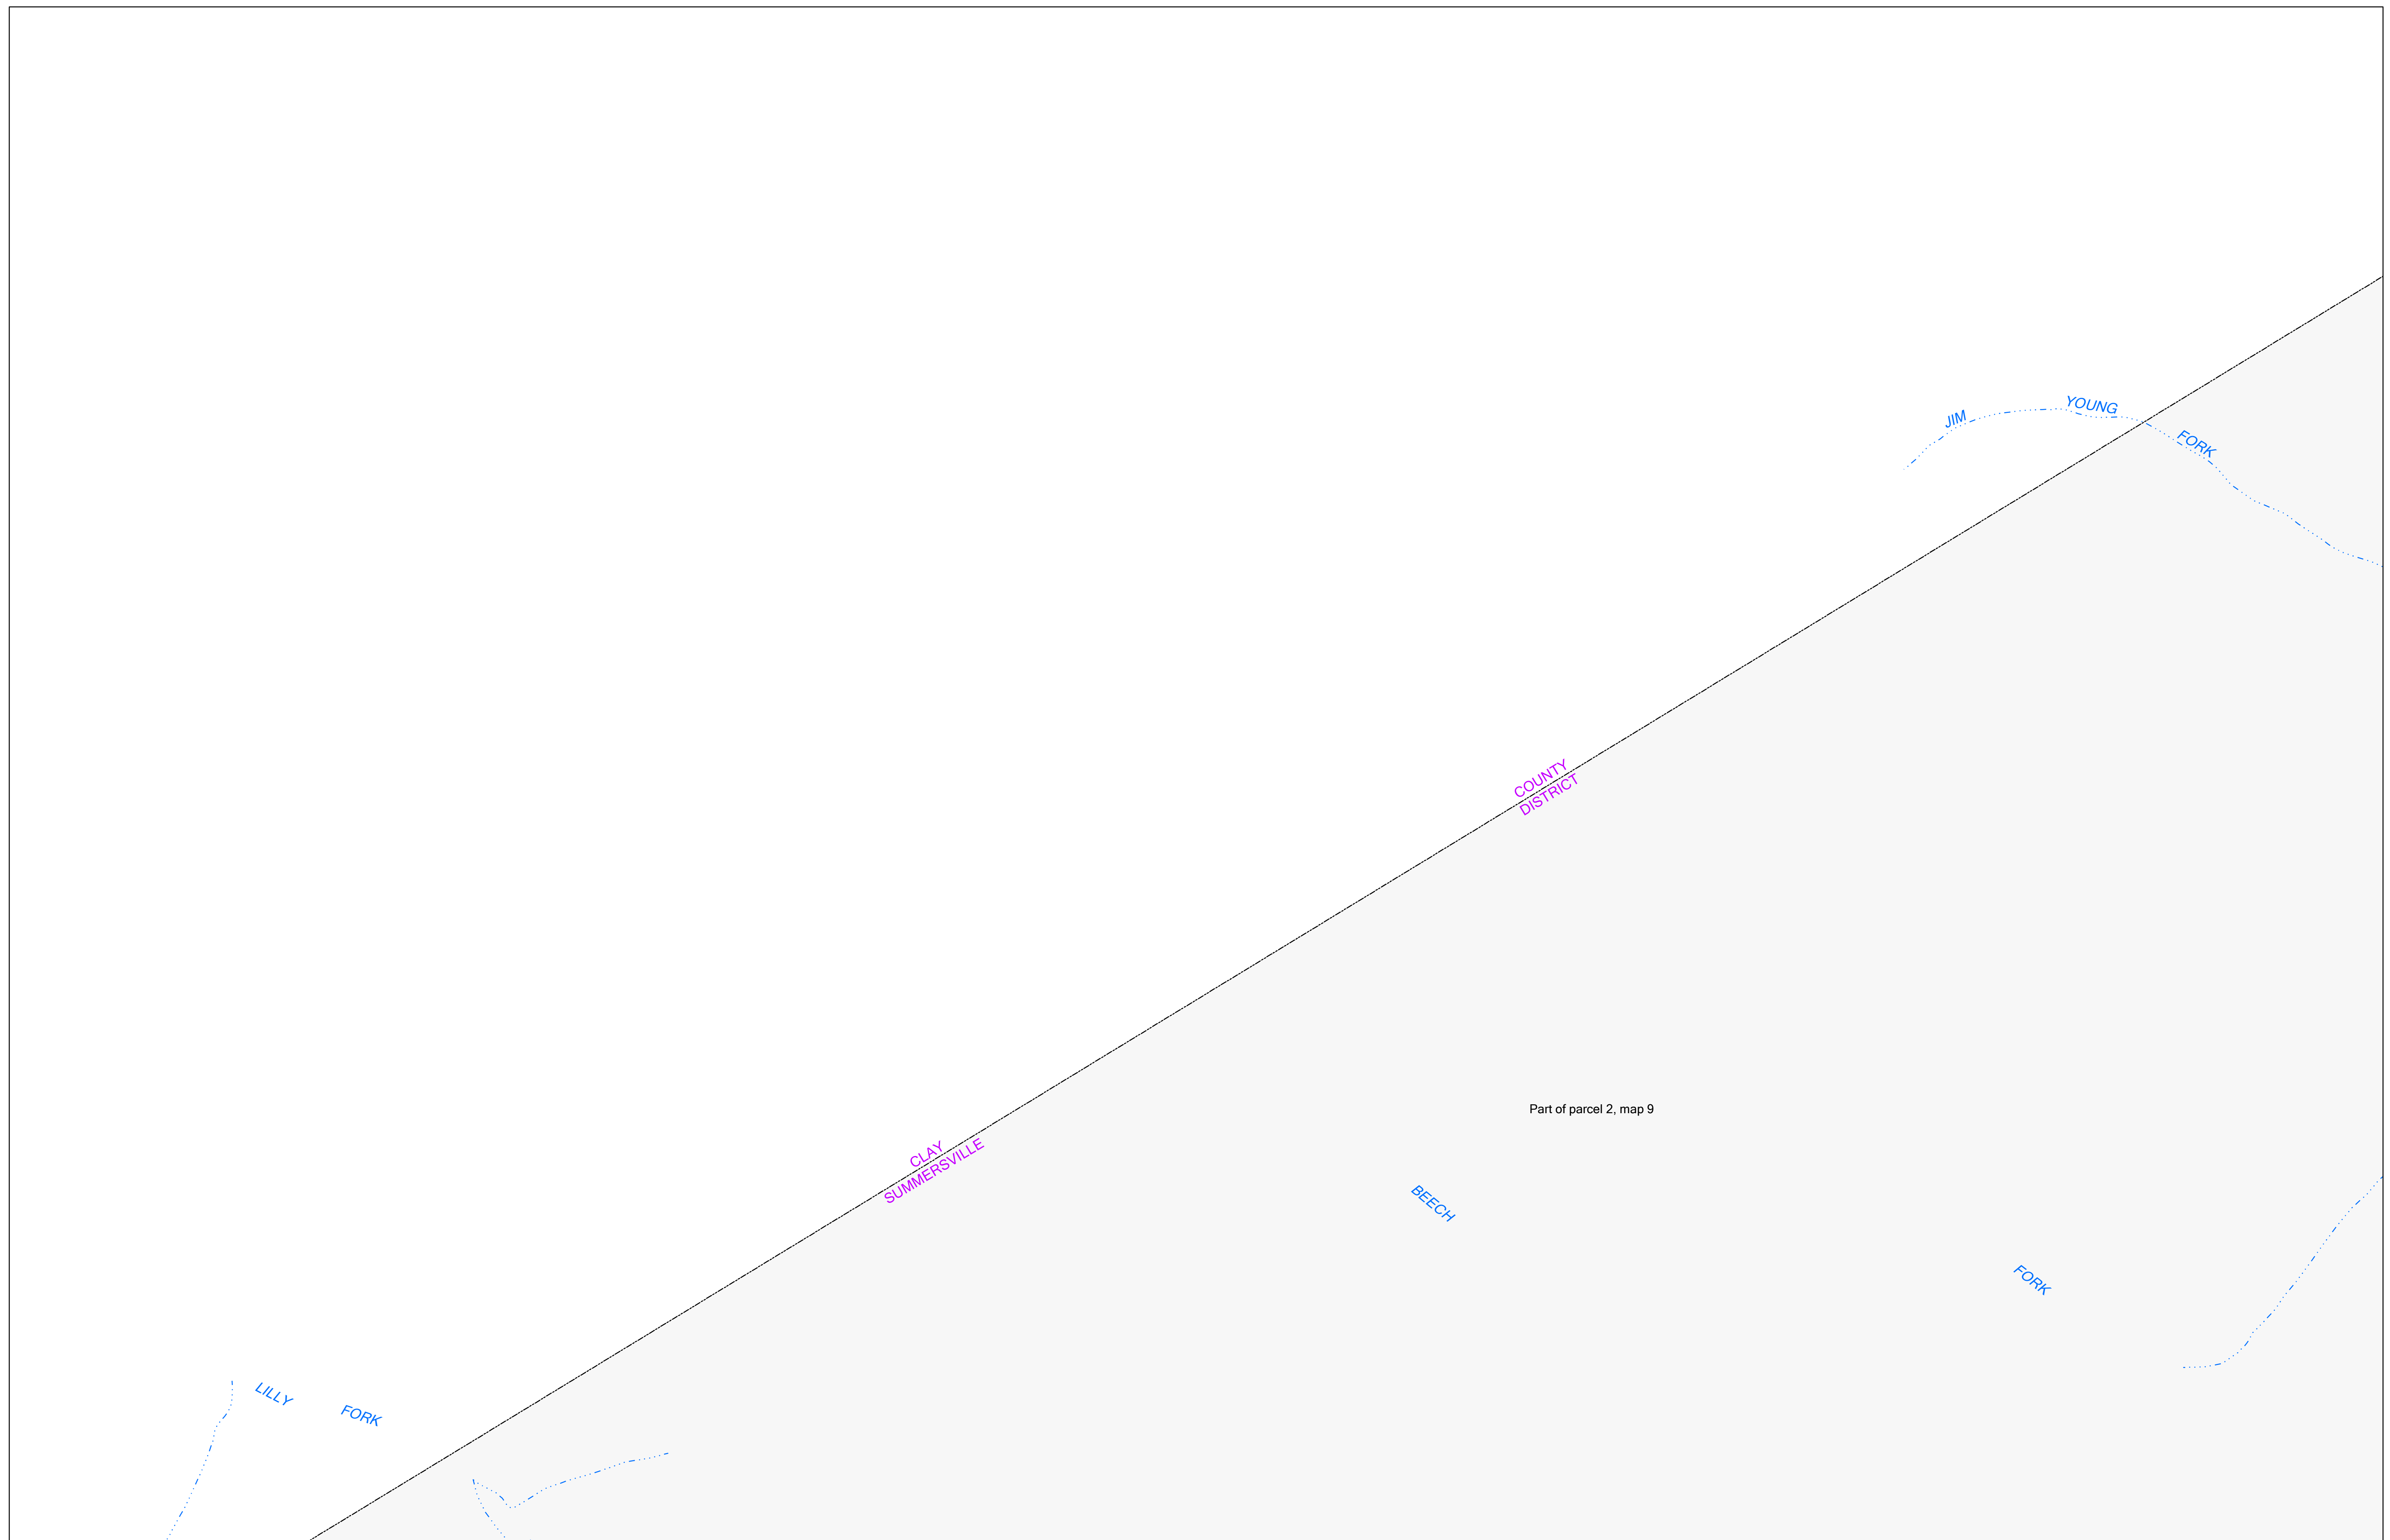 JIM YOUNG FORK
COUNTY
DISTRICT
Part of parcel 2, map 9
CLAY
SUMMERSVILLE
BEECH FORK
LILLY FORK